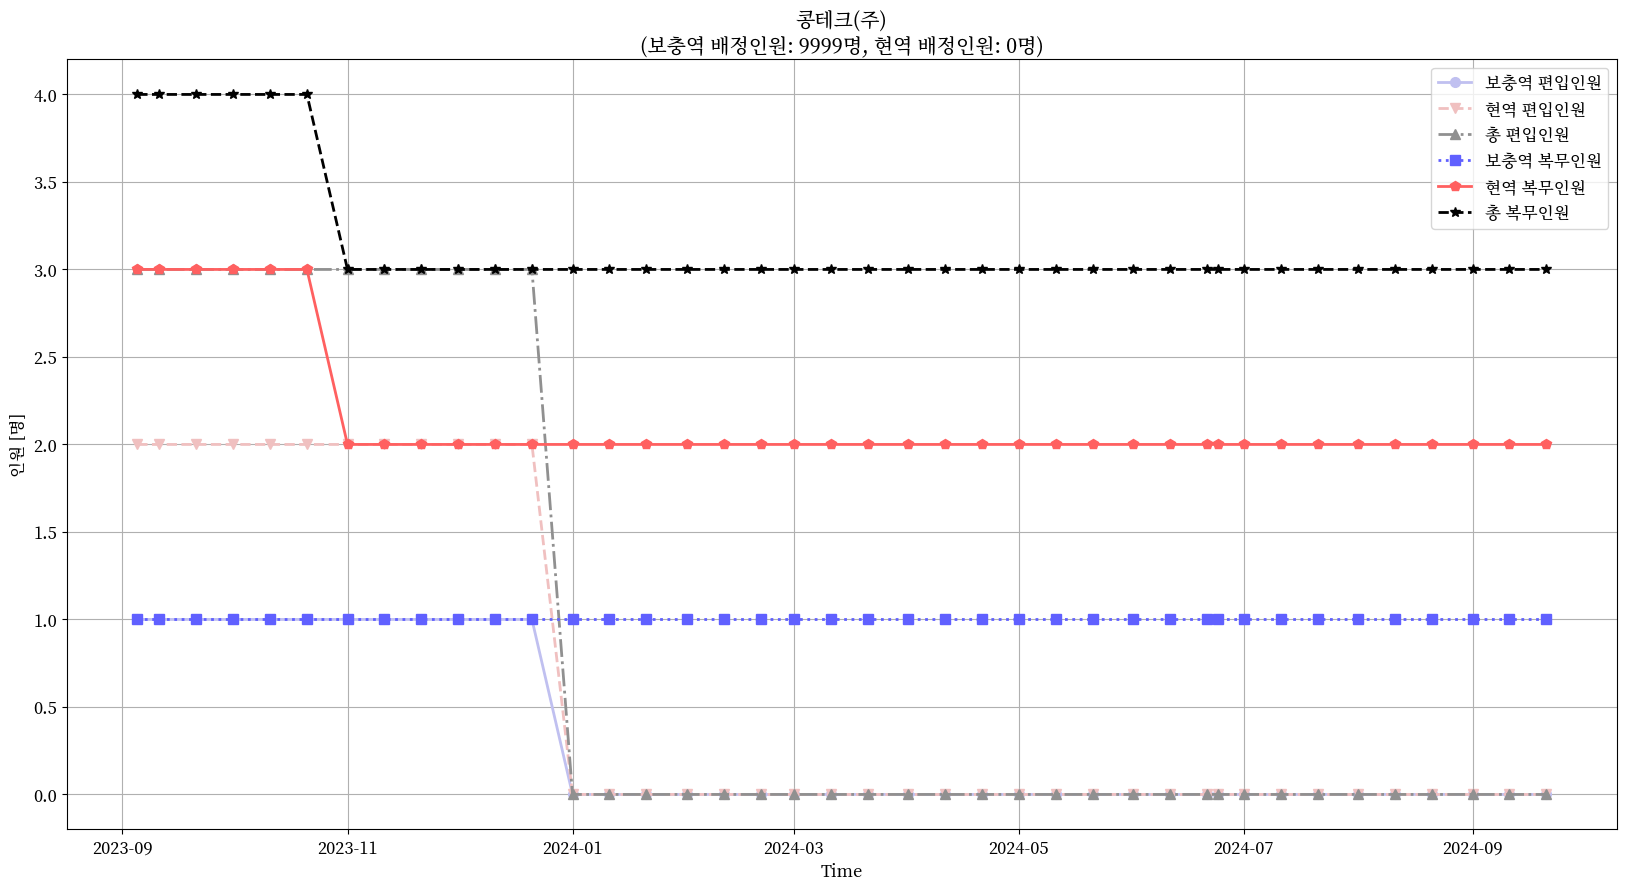 콩테크(주)
(보충역 배정인원: 9999명, 현역 배정인원: 0명)
보충역 편입인원
현역 편입인원
총 편입인원
보충역 복무인원
현역 복무인원
총 복무인원
인원 [명]
4.0
3.5
3.0
2.5
2.0
1.5
1.0
0.5
0.0
2023-09
2023-11
2024-01
2024-03
2024-05
2024-07
2024-09
Time